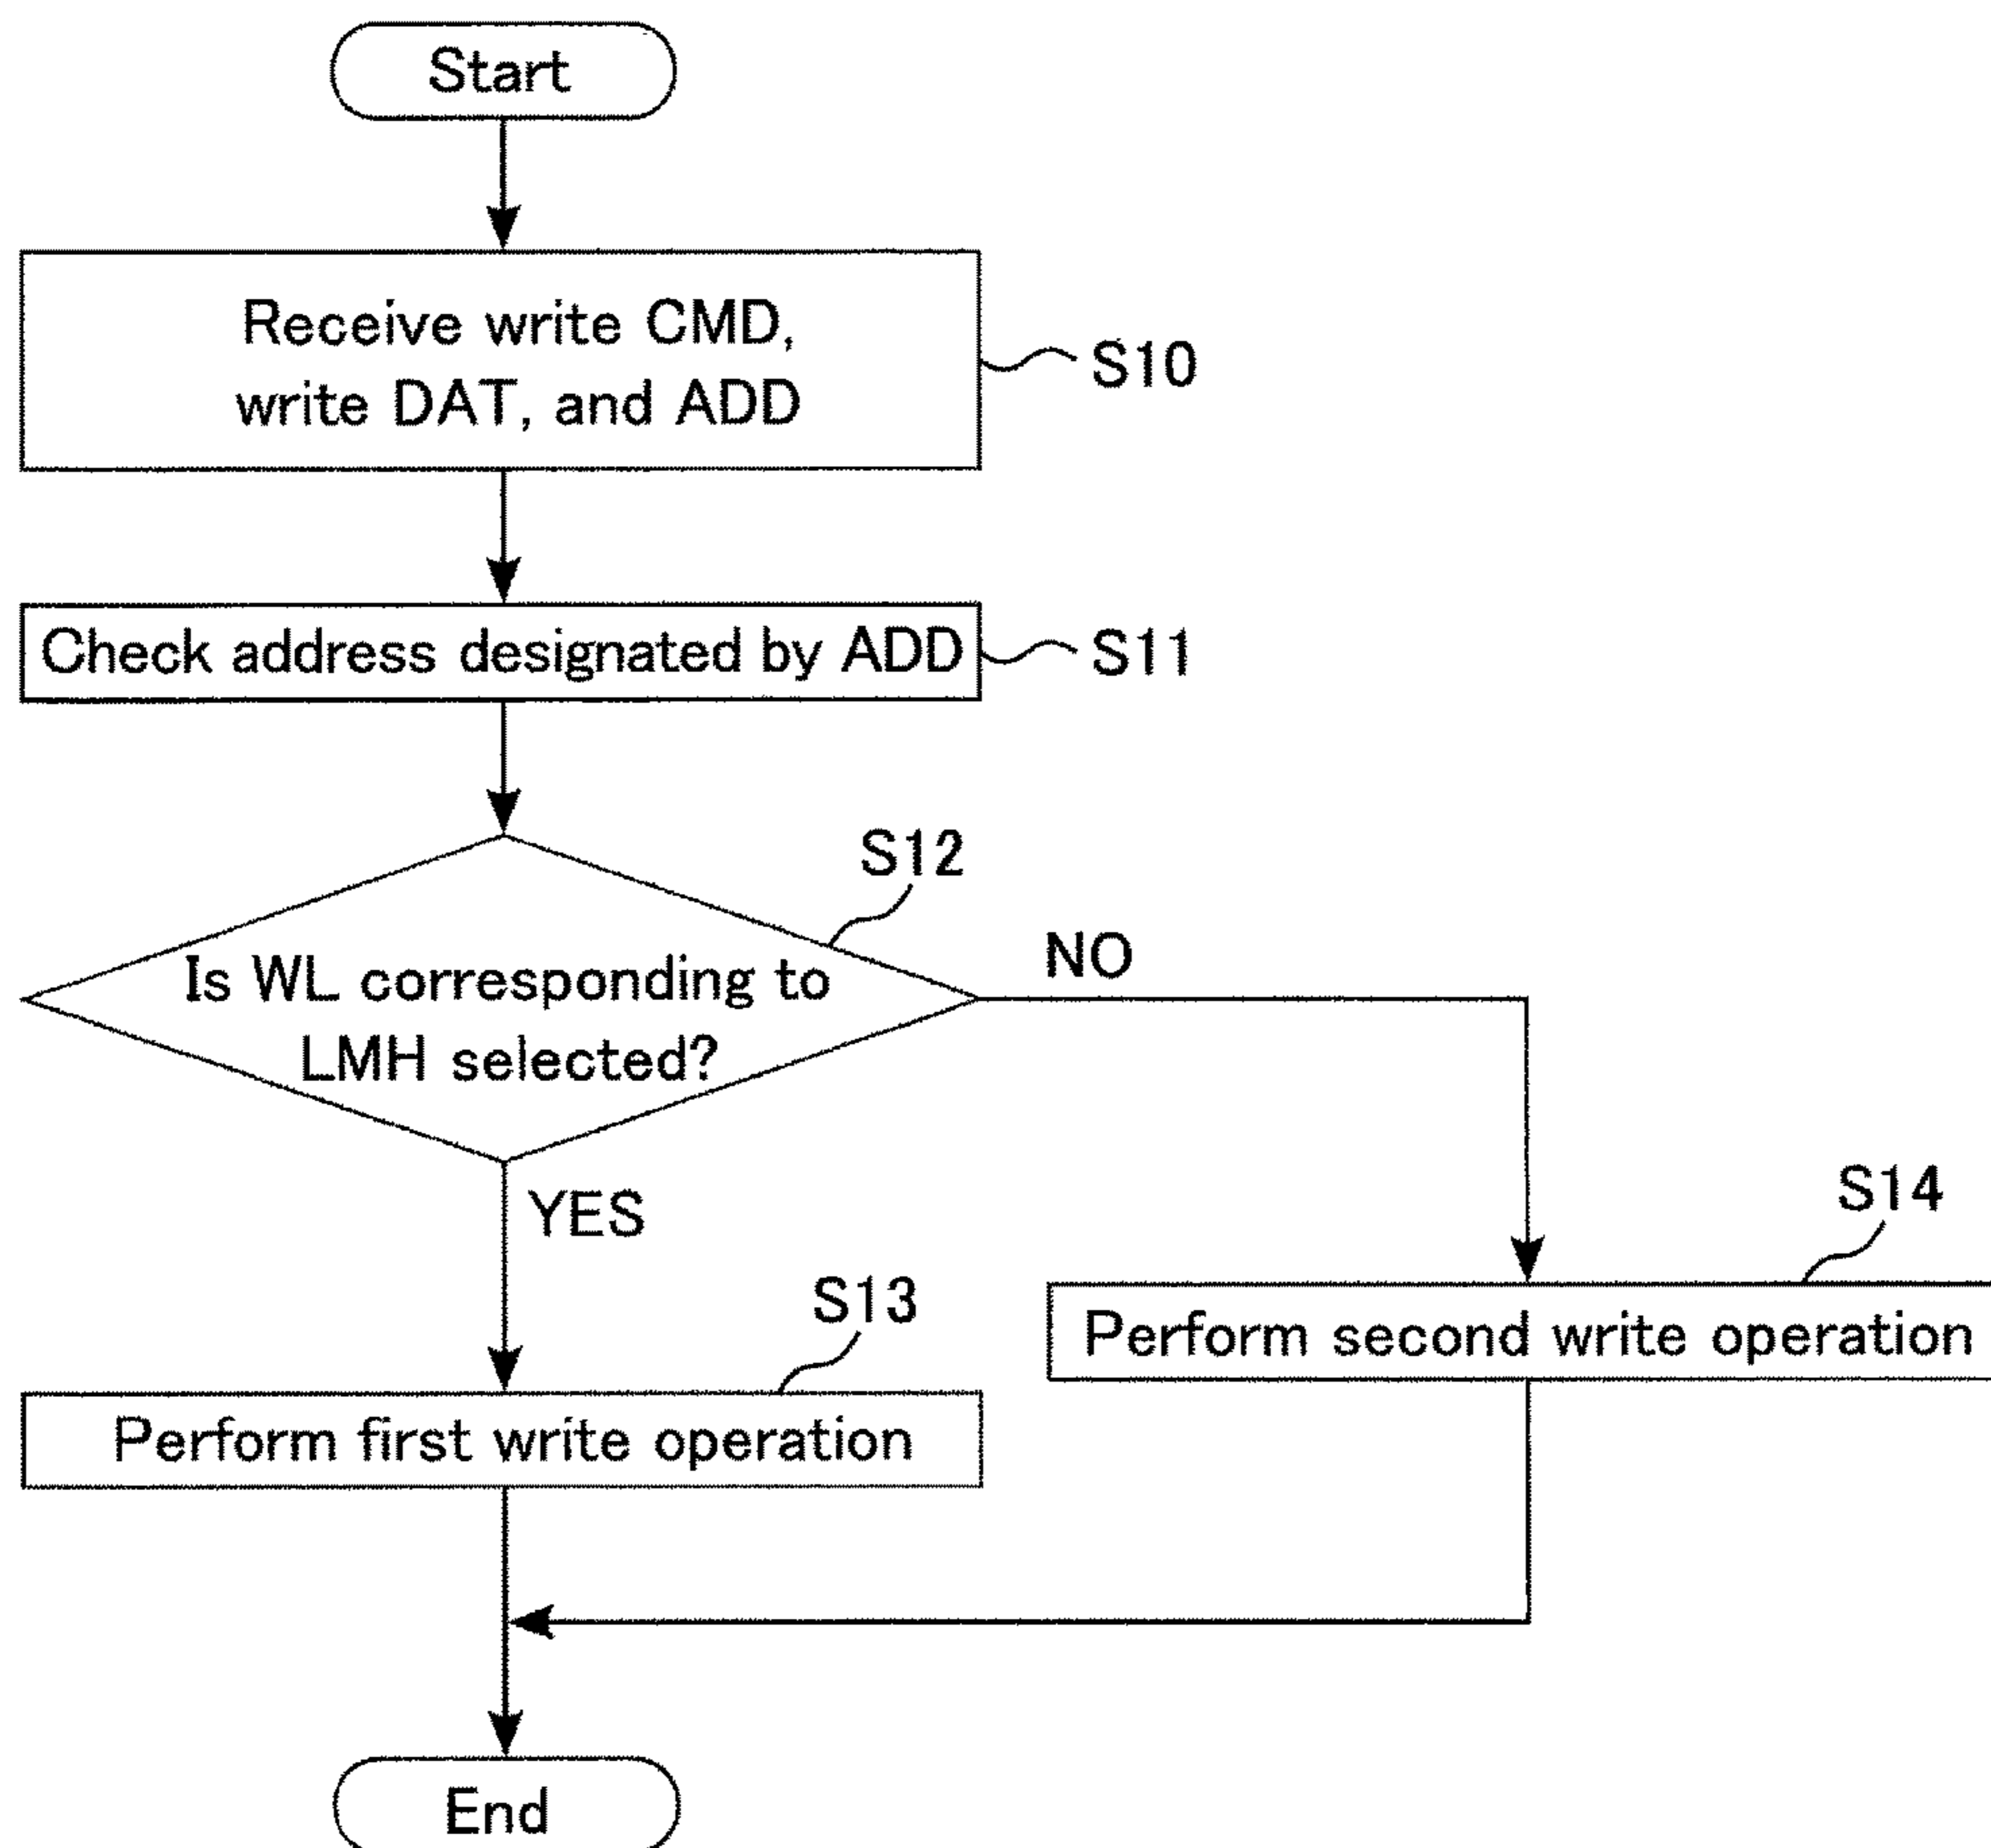 Start
Receive write CMD,
write DAT, and ADD
S10
Check address designated by ADD
S11
S12
Is WL corresponding to
LMH selected?
NO
YES
S14
Perform second write operation
S13
Perform first write operation
End